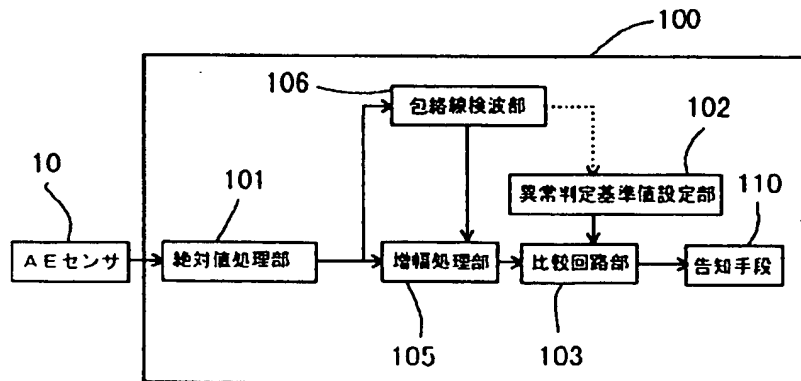 100
106
包絡線検波部
102
10
101
異常判定基準値設定部
110
AEセンサ
絶対値処理部
増幅処理部
比較回路部
告知手段
105
103